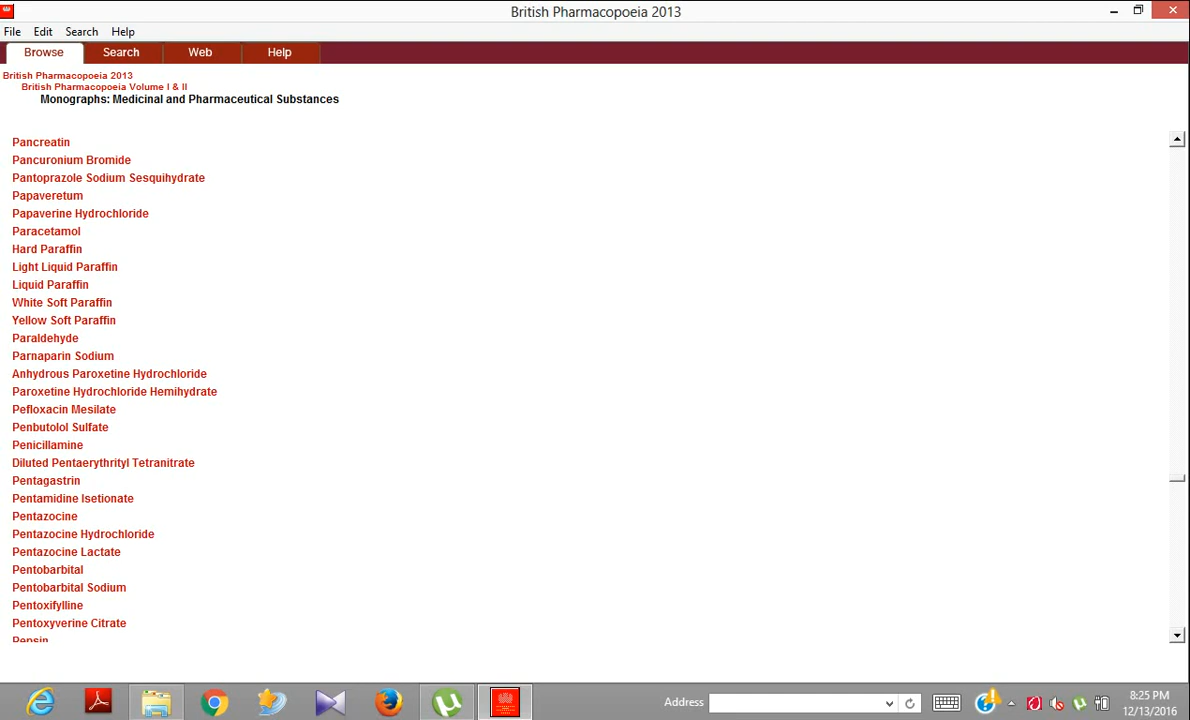 British Pharmacopoeia 2013
File Edit Search Help
Browse Search Web Help
British Pharmacopoeia 2013
British Pharmacopoeia Volume I & II
Monographs: Medicinal and Pharmaceutical Substances
Pancreatin
Pancuronium Bromide
Pantoprazole Sodium Sesquihydrate
Papaveretum
Papaverine Hydrochloride
Paracetamol
Hard Paraffin
Light Liquid Paraffin
Liquid Paraffin
White Soft Paraffin
Yellow Soft Paraffin
Paraldehyde
Parnaparin Sodium
Anhydrous Paroxetine Hydrochloride
Paroxetine Hydrochloride Hemihydrate
Pefloxacin Mesilate
Penbutolol Sulfate
Penicillamine
Diluted Pentaerythrityl Tetranitrate
Pentagastrin
Pentamidine Isetionate
Pentazocine
Pentazocine Hydrochloride
Pentazocine Lactate
Pentobarbital
Pentobarbital Sodium
Pentoxifylline
Pentoxyverine Citrate
Pepsin
Address
8:25 PM
12/13/2016